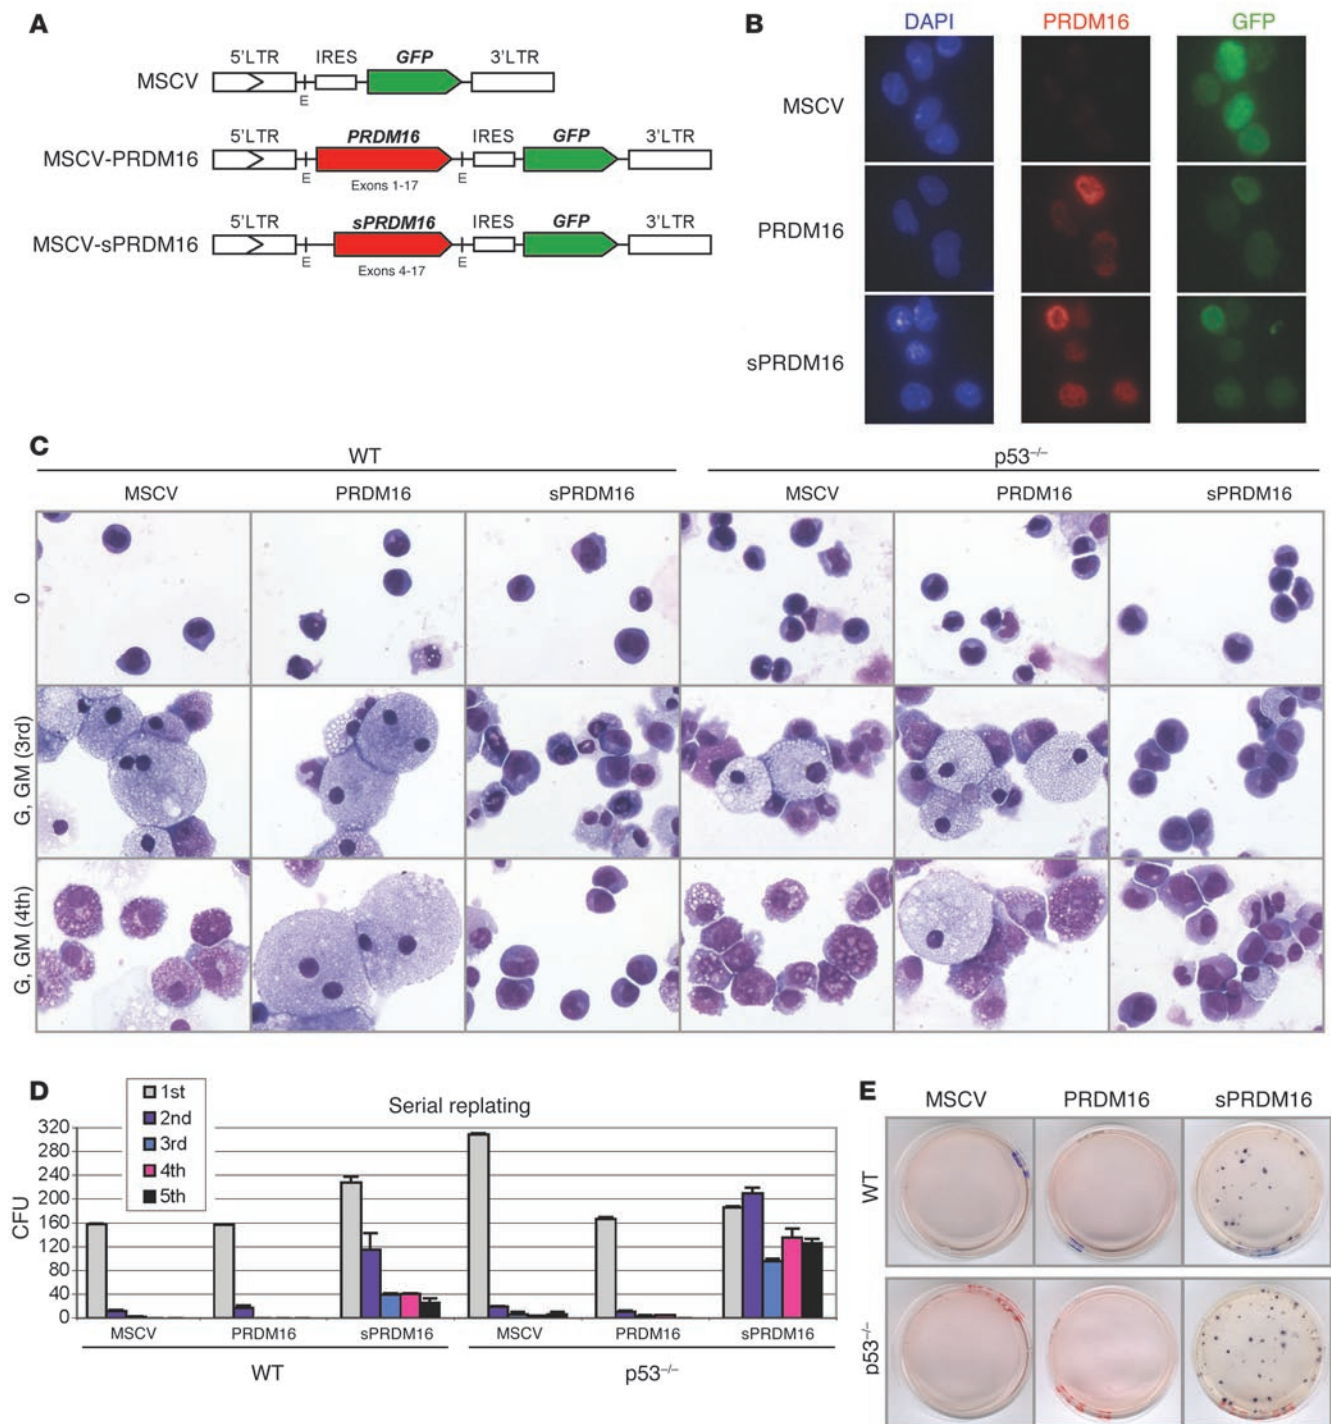 A
5'LTR IRES GFP 3'LTR
MSCV
E
5'LTR PRDM16 IRES GFP 3'LTR
MSCV-PRDM16
E Exons 1-17 E
5'LTR sPRDM16 IRES GFP 3'LTR
MSCV-sPRDM16
E Exons 4-17 E
B
DAPI PRDM16 GFP
MSCV
PRDM16
sPRDM16
C
WT p53–/–
MSCV PRDM16 sPRDM16 MSCV PRDM16 sPRDM16
0
G, GM (3rd)
G, GM (4th)
D
Serial replating
1st
2nd
3rd
4th
5th
CFU
320
280
240
200
160
120
80
40
0
MSCV PRDM16 sPRDM16 MSCV PRDM16 sPRDM16
WT p53–/–
E
MSCV PRDM16 sPRDM16
WT
p53–/–